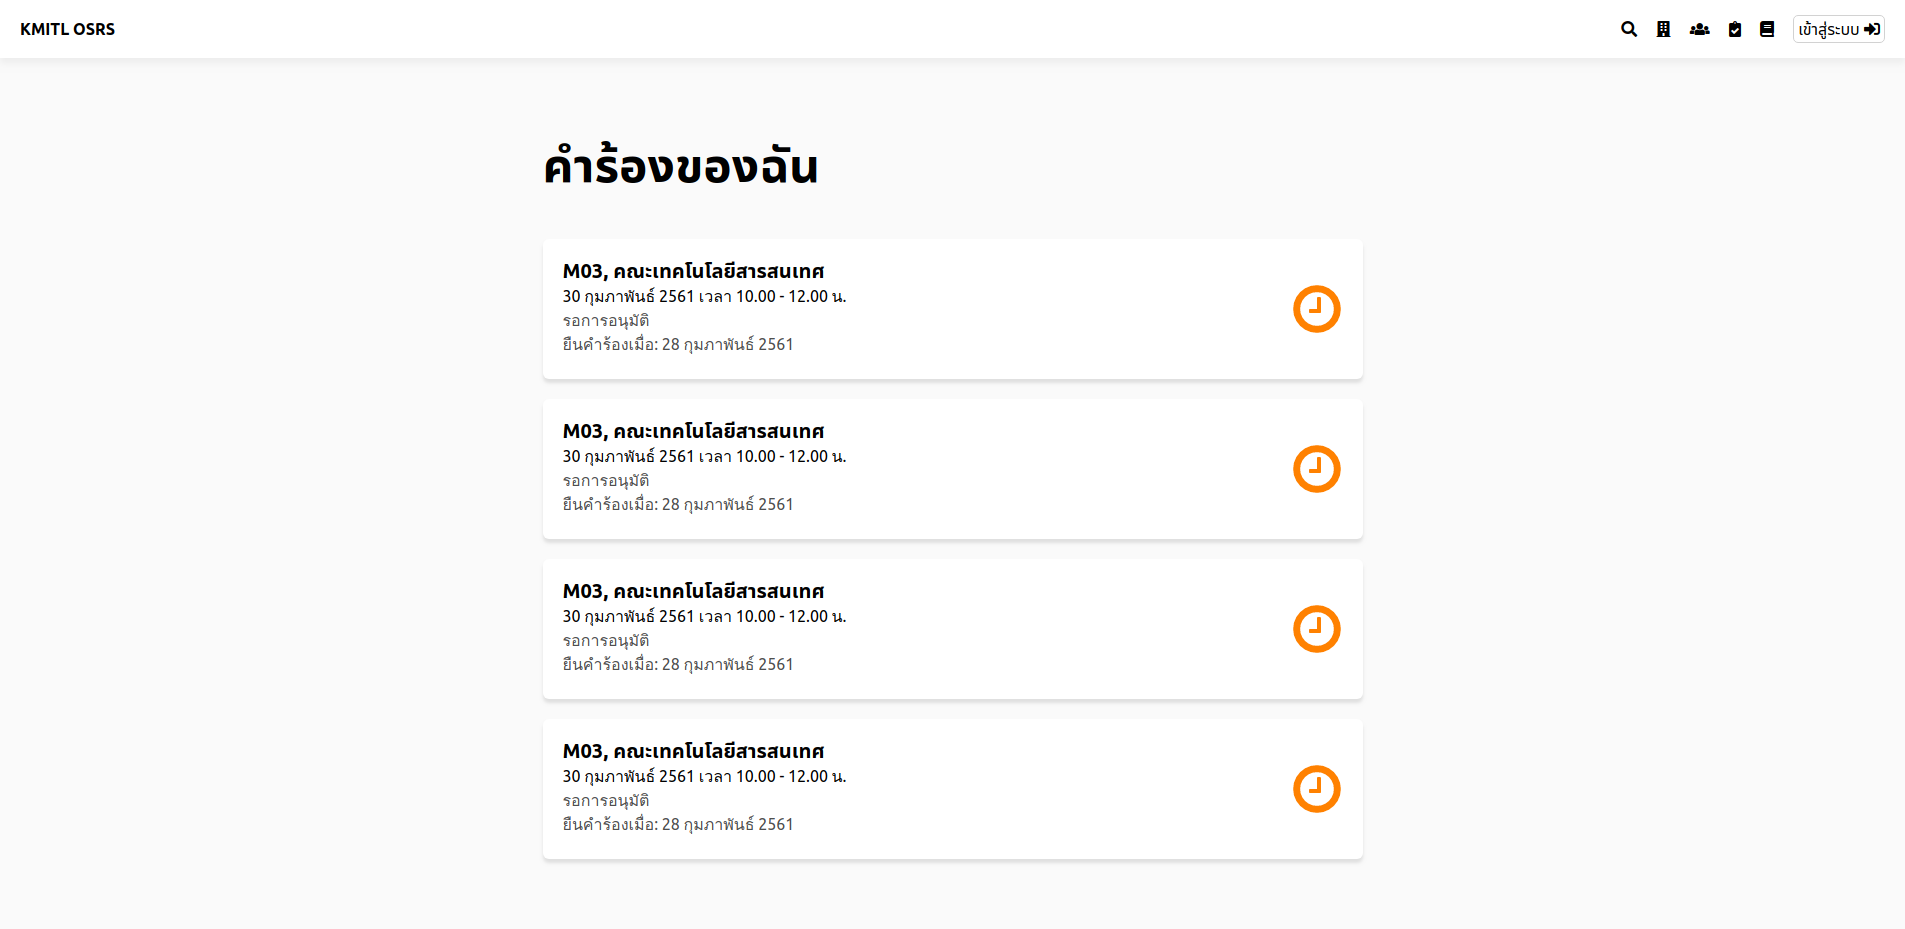 KMITL OSRS
เข้าสู่ระบบ
คำร้องของฉัน
M03, คณะเทคโนโลยีสารสนเทศ
30 กุมภาพันธ์ 2561 เวลา 10.00 - 12.00 น.
รอการอนุมัติ
ยืนคำร้องเมื่อ: 28 กุมภาพันธ์ 2561
M03, คณะเทคโนโลยีสารสนเทศ
30 กุมภาพันธ์ 2561 เวลา 10.00 - 12.00 น.
รอการอนุมัติ
ยืนคำร้องเมื่อ: 28 กุมภาพันธ์ 2561
M03, คณะเทคโนโลยีสารสนเทศ
30 กุมภาพันธ์ 2561 เวลา 10.00 - 12.00 น.
รอการอนุมัติ
ยืนคำร้องเมื่อ: 28 กุมภาพันธ์ 2561
M03, คณะเทคโนโลยีสารสนเทศ
30 กุมภาพันธ์ 2561 เวลา 10.00 - 12.00 น.
รอการอนุมัติ
ยืนคำร้องเมื่อ: 28 กุมภาพันธ์ 2561